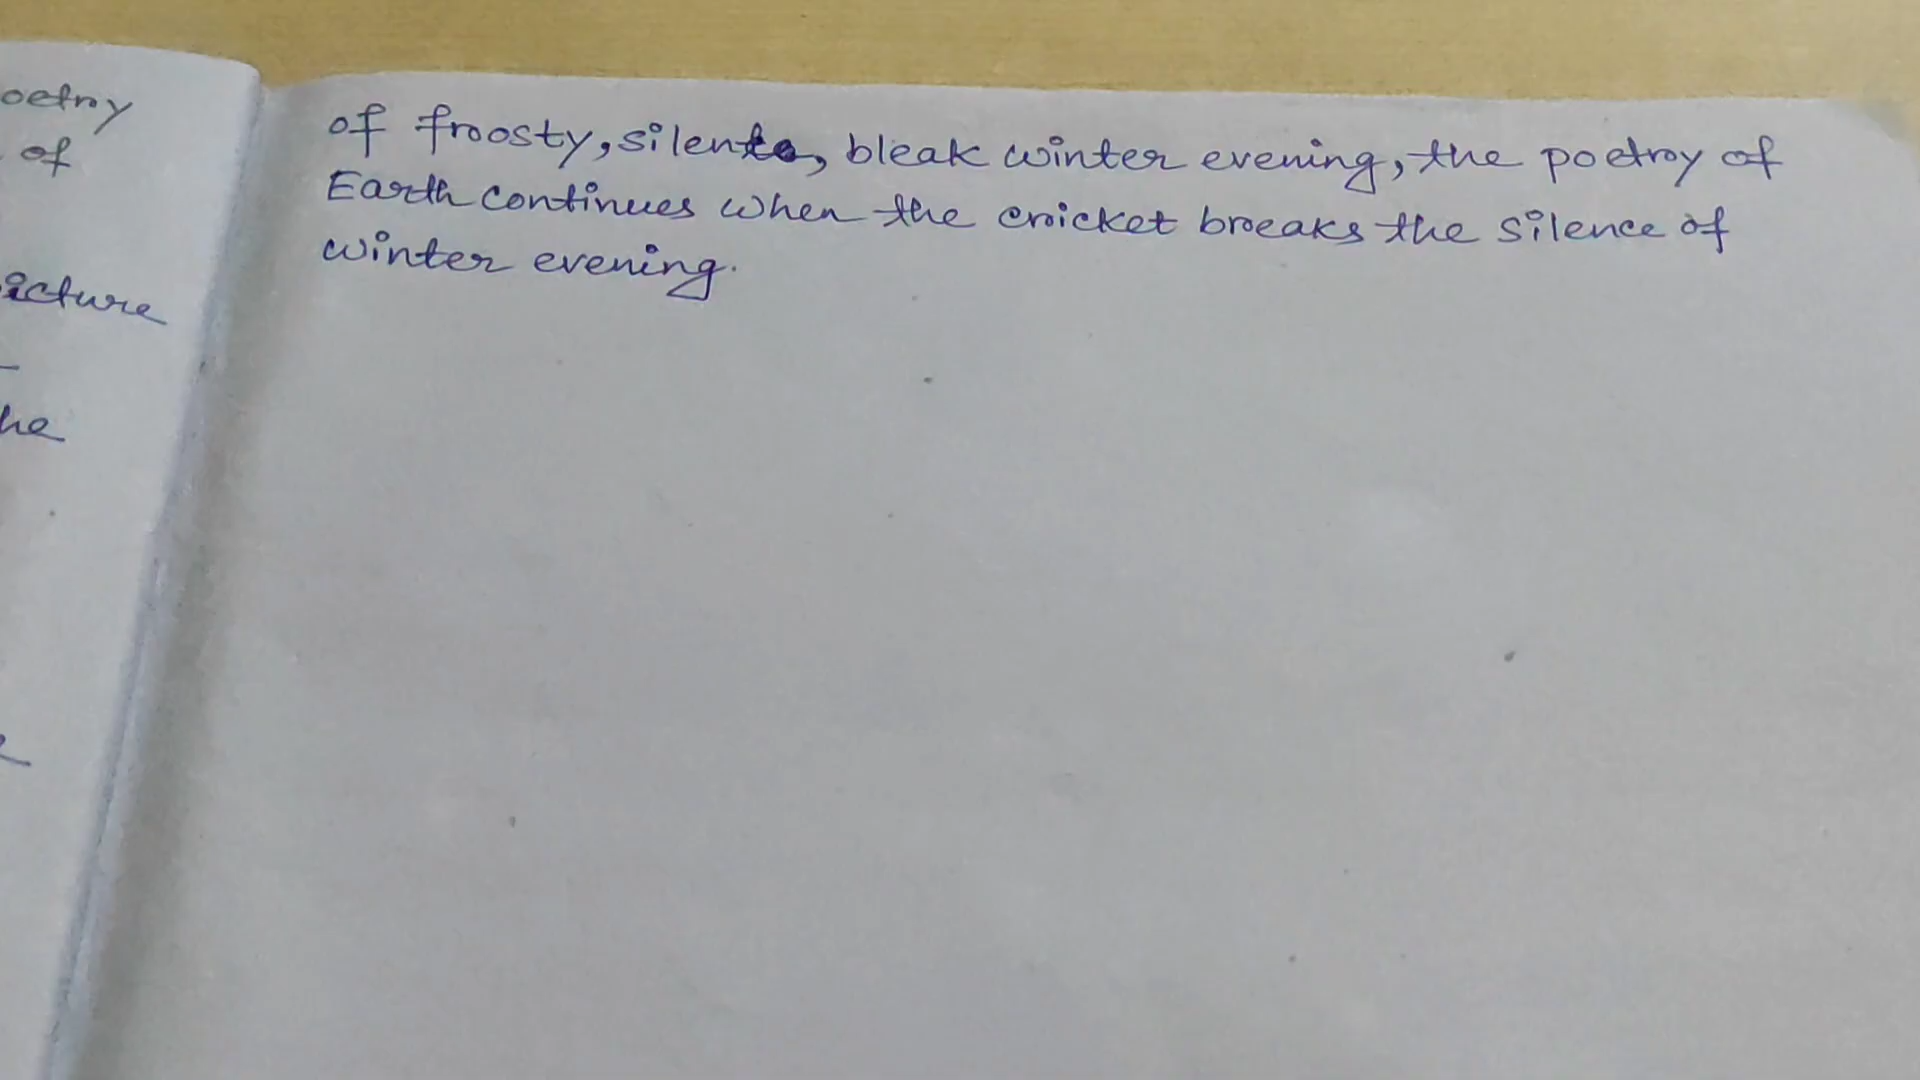 oetry
of
icture
he
of frosty, silent, bleak winter evening, the poetry of
Earth continues when the cricket breaks the silence of
winter evening.